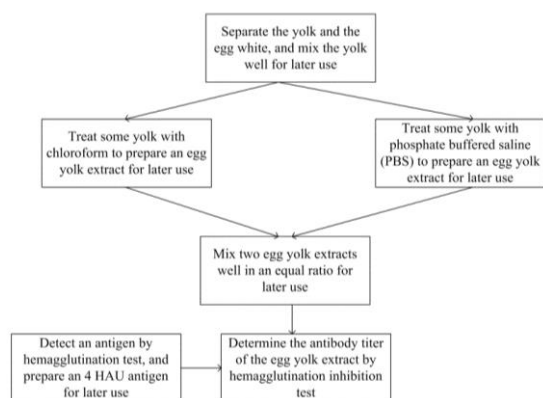 Separate the yolk and the
egg white, and mix the yolk
well for later use
Treat some yolk with
chloroform to prepare an egg
yolk extract for later use
Treat some yolk with
phosphate buffered saline
(PBS) to prepare an egg yolk
extract for later use
Mix two egg yolk extracts
well in an equal ratio for
later use
Detect an antigen by
hemagglutination test, and
prepare an 4 HAU antigen
for later use
Determine the antibody titer
of the egg yolk extract by
hemagglutination inhibition
test